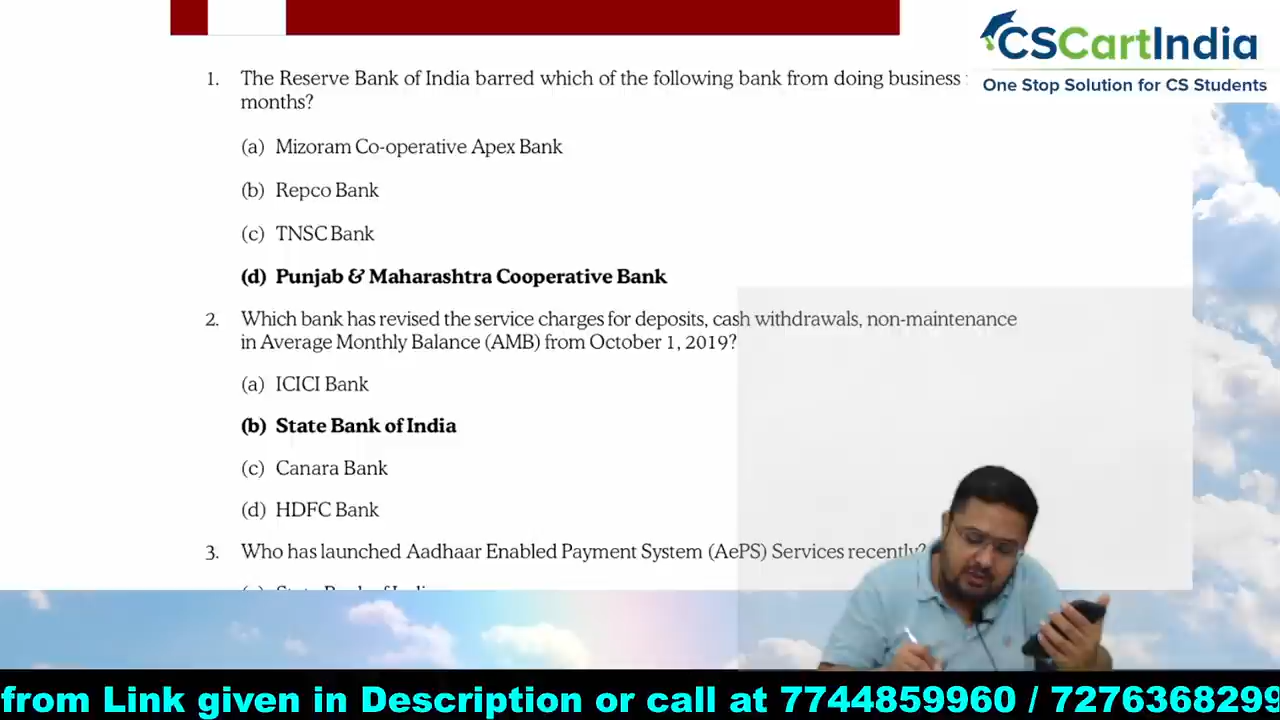 CSCartIndia
One Stop Solution for CS Students
1. The Reserve Bank of India barred which of the following bank from doing business
months?
(a) Mizoram Co-operative Apex Bank
(b) Repco Bank
(c) TNSC Bank
(d) Punjab & Maharashtra Cooperative Bank
2. Which bank has revised the service charges for deposits, cash withdrawals, non-maintenance
in Average Monthly Balance (AMB) from October 1, 2019?
(a) ICICI Bank
(b) State Bank of India
(c) Canara Bank
(d) HDFC Bank
3. Who has launched Aadhaar Enabled Payment System (AePS) Services recently?
from Link given in Description or call at 7744859960 / 7276368299